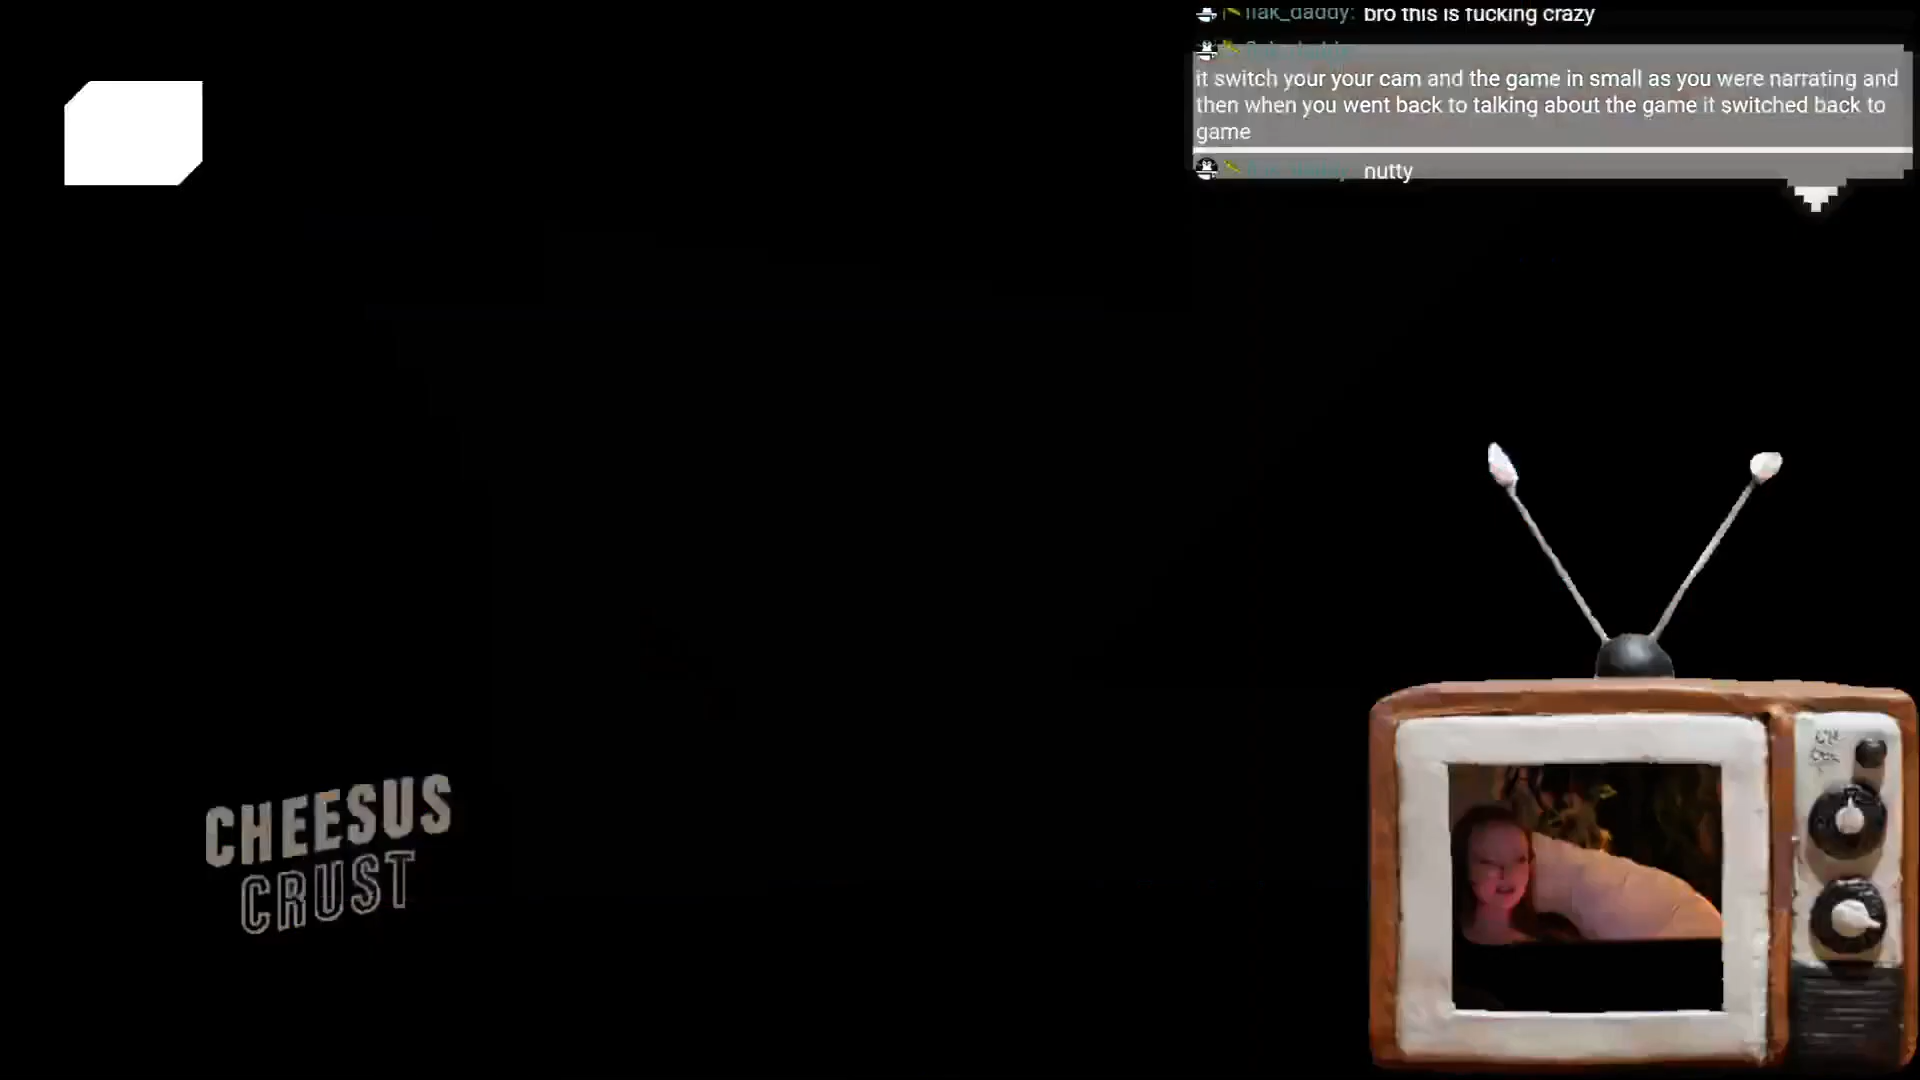 flak_daddy: bro this is fucking crazy
it switch your your cam and the game in small as you were narrating and
then when you went back to talking about the game it switched back to
game
nutty
CHEESUS
CRUST